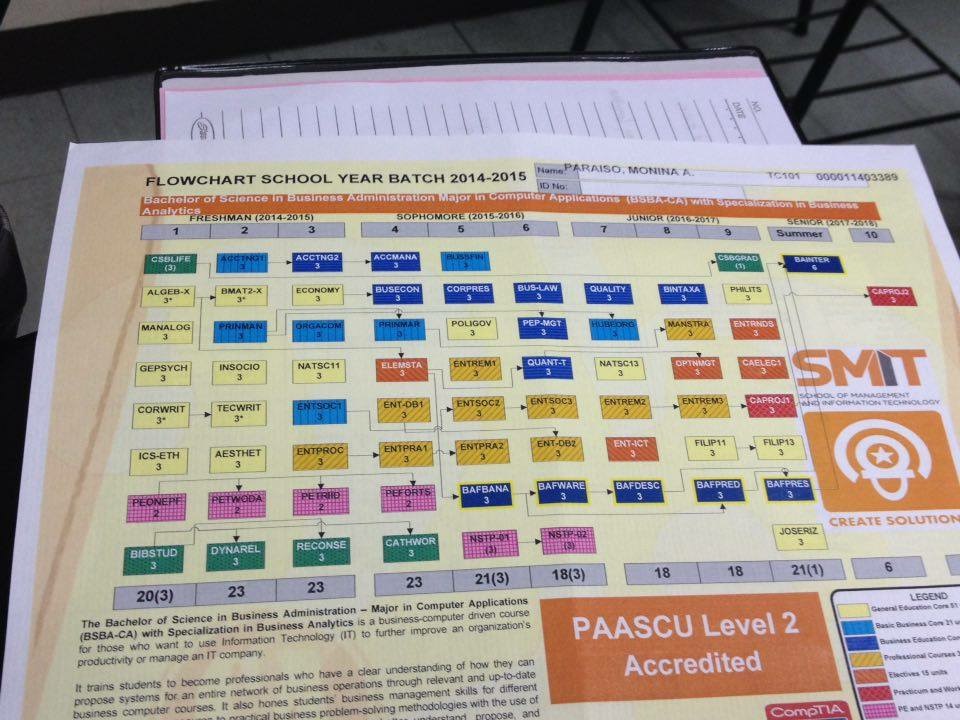 NO.
DATE
FLOWCHART SCHOOL YEAR BATCH 2014-2015
Name: PARAISO, MONINA A. TC101 000011403389
ID No:
Bachelor of Science in Business Administration Major in Computer Applications (BSBA-CA) with Specialization in Business Analytics
FRESHMAN (2014-2015) SOPHOMORE (2015-2016) JUNIOR (2016-2017) SENIOR (2017-2018)
1 2 3 4 5 6 7 8 9 Summer 10
CSBLIFE ACCTNG1 ACCTNG2 ACCMANA BUSSFIN CSBGRAD BAINTER
(3) 3 3 3 3 (1) 6
ALGEB-X BMAT2-X ECONOMY BUSECON CORPRES BUS-LAW QUALITY BINTAXA PHILITS CAPROJ2
3* 3* 3 3 3 3 3 3 3 3
MANALOG PRINMAN ORGACOM PRINMAR POLIGOV PEP-MGT HUBEORG MANSTRA ENTRNDS
3 3 3 3 3 3 3 3 3
GEPSYCH INSOCIO NATSC11 ELEMSTA ENTREM1 QUANT-T NATSC13 OPTNMGT CAELEC1
3 3 3 3 3 3 3 3 3
CORWRIT TECWRIT ENTSOC1 ENT-DB1 ENTSOC2 ENTSOC3 ENTREM2 ENTREM3 CAPROJ1
3* 3* 3 3 3 3 3 3 3
ICS-ETH AESTHET ENTPROC ENTPRA1 ENTPRA2 ENT-DB2 ENT-ICT FILIP11 FILIP13
3 3 3 3 3 3 3 3 3
PEONEPF PETWODA PETRIID PEFORTS BAFBANA BAFWARE BAFDESC BAFPRED BAFPRES
2 2 2 2 3 3 3 3 3
BIBSTUD DYNAREL RECONSE CATHWOR NSTP-01 NSTP-02 JOSERIZ
3 3 3 3 (3) (3) 3
20(3) 23 23 23 21(3) 18(3) 18 18 21(1) 6
SMIT
SCHOOL OF MANAGEMENT
AND INFORMATION TECHNOLOGY
CREATE SOLUTION
The Bachelor of Science in Business Administration – Major in Computer Applications
(BSBA-CA) with Specialization in Business Analytics is a business-computer driven course
for those who want to use Information Technology (IT) to further improve an organization's
productivity or manage an IT company.
It trains students to become professionals who have a clear understanding of how they can
propose systems for an entire network of business operations through relevant and up-to-date
business computer courses. It also hones students' business management skills for different
to practical business problem-solving methodologies with the use of
understand, propose, and
PAASCU Level 2
Accredited
CompTIA
LEGEND
General Education Core 51
Basic Business Core 21
Business Education
Professional Courses
Electives 15 units
Practicum and
PE and NSTP 14